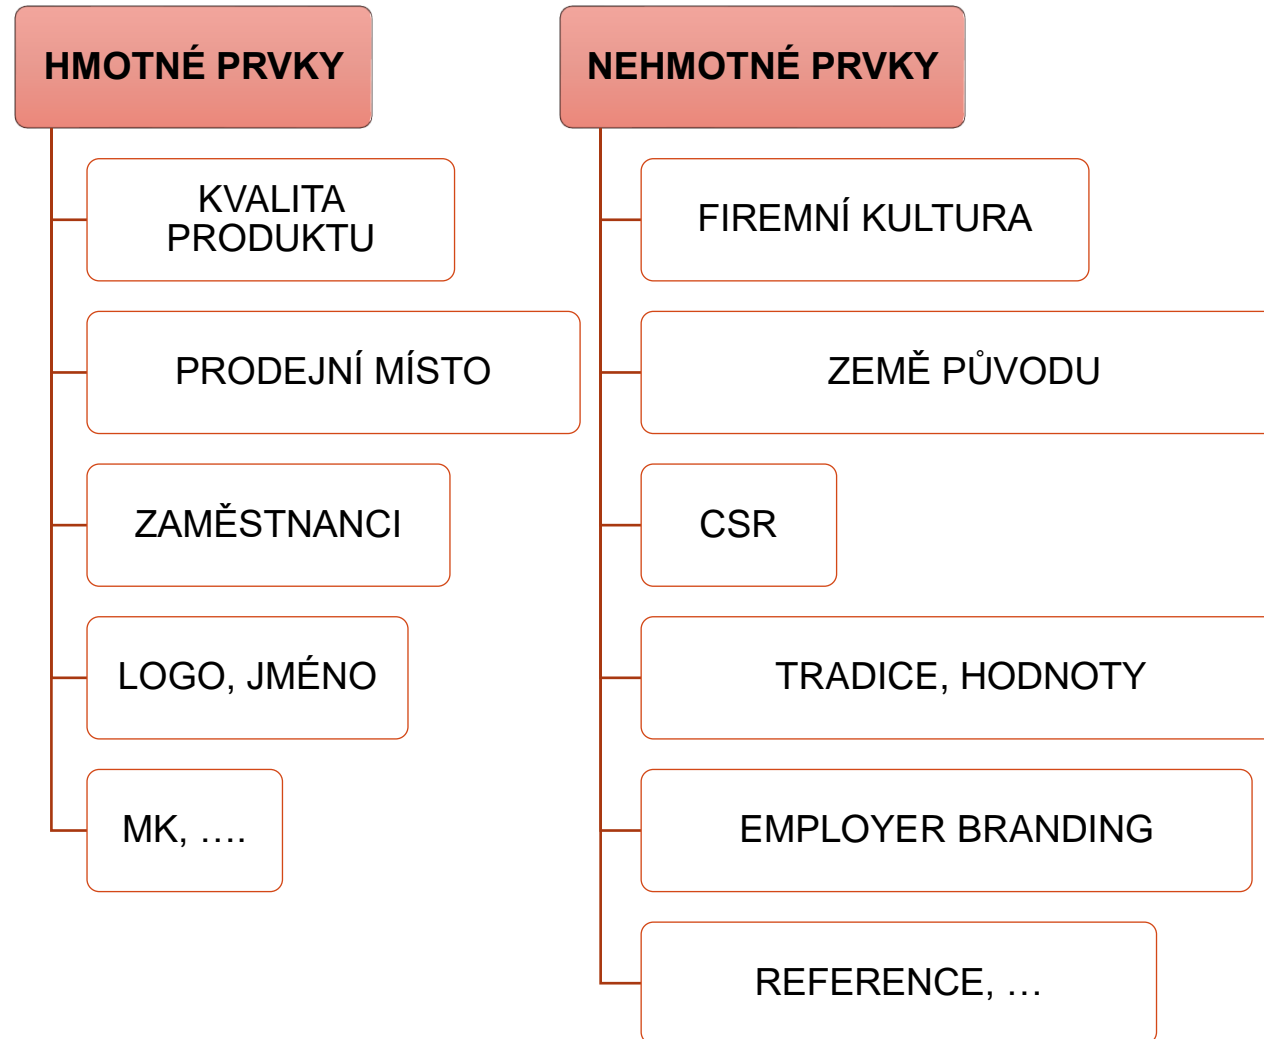 HMOTNÉ PRVKY
KVALITA
PRODUKTU
PRODEJNÍ MÍSTO
ZAMĚSTNANCI
LOGO, JMÉNO
MK, ….
NEHMOTNÉ PRVKY
FIREMNÍ KULTURA
ZEMĚ PŮVODU
CSR
TRADICE, HODNOTY
EMPLOYER BRANDING
REFERENCE, …